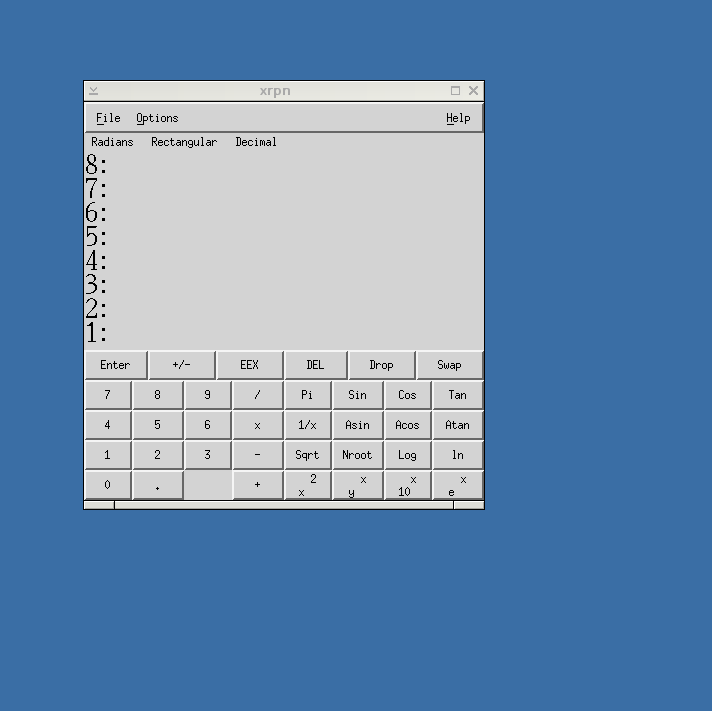 xrpn
File Options Help
Radians Rectangular Decimal
8:
7:
6:
5:
4:
3:
2:
1:
Enter +/- EEX DEL Drop Swap
7 8 9 / Pi Sin Cos Tan
4 5 6 x 1/x Asin Acos Atan
1 2 3 - Sqrt Nroot Log ln
0 . + x^2 y^x 10^x e^x